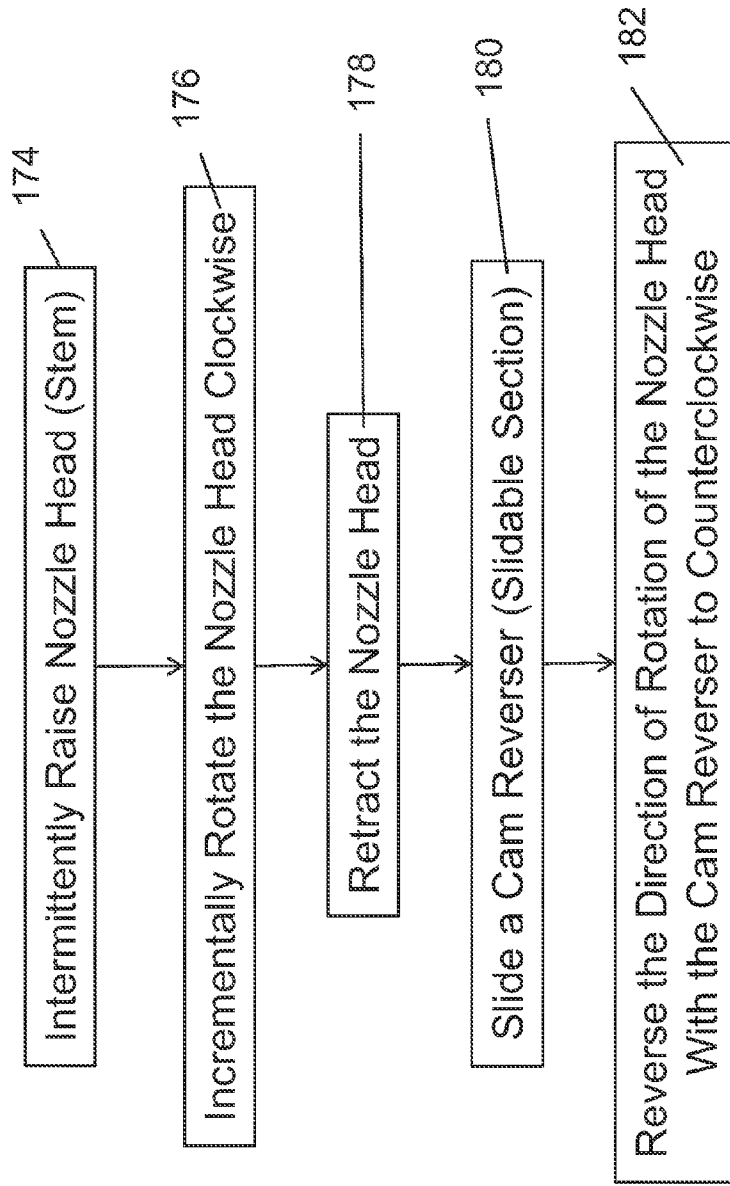 174
Intermittently Raise Nozzle Head (Stem)
176
Incrementally Rotate the Nozzle Head Clockwise
178
Retract the Nozzle Head
180
Slide a Cam Reverser (Slidable Section)
182
Reverse the Direction of Rotation of the Nozzle Head
With the Cam Reverser to Counterclockwise